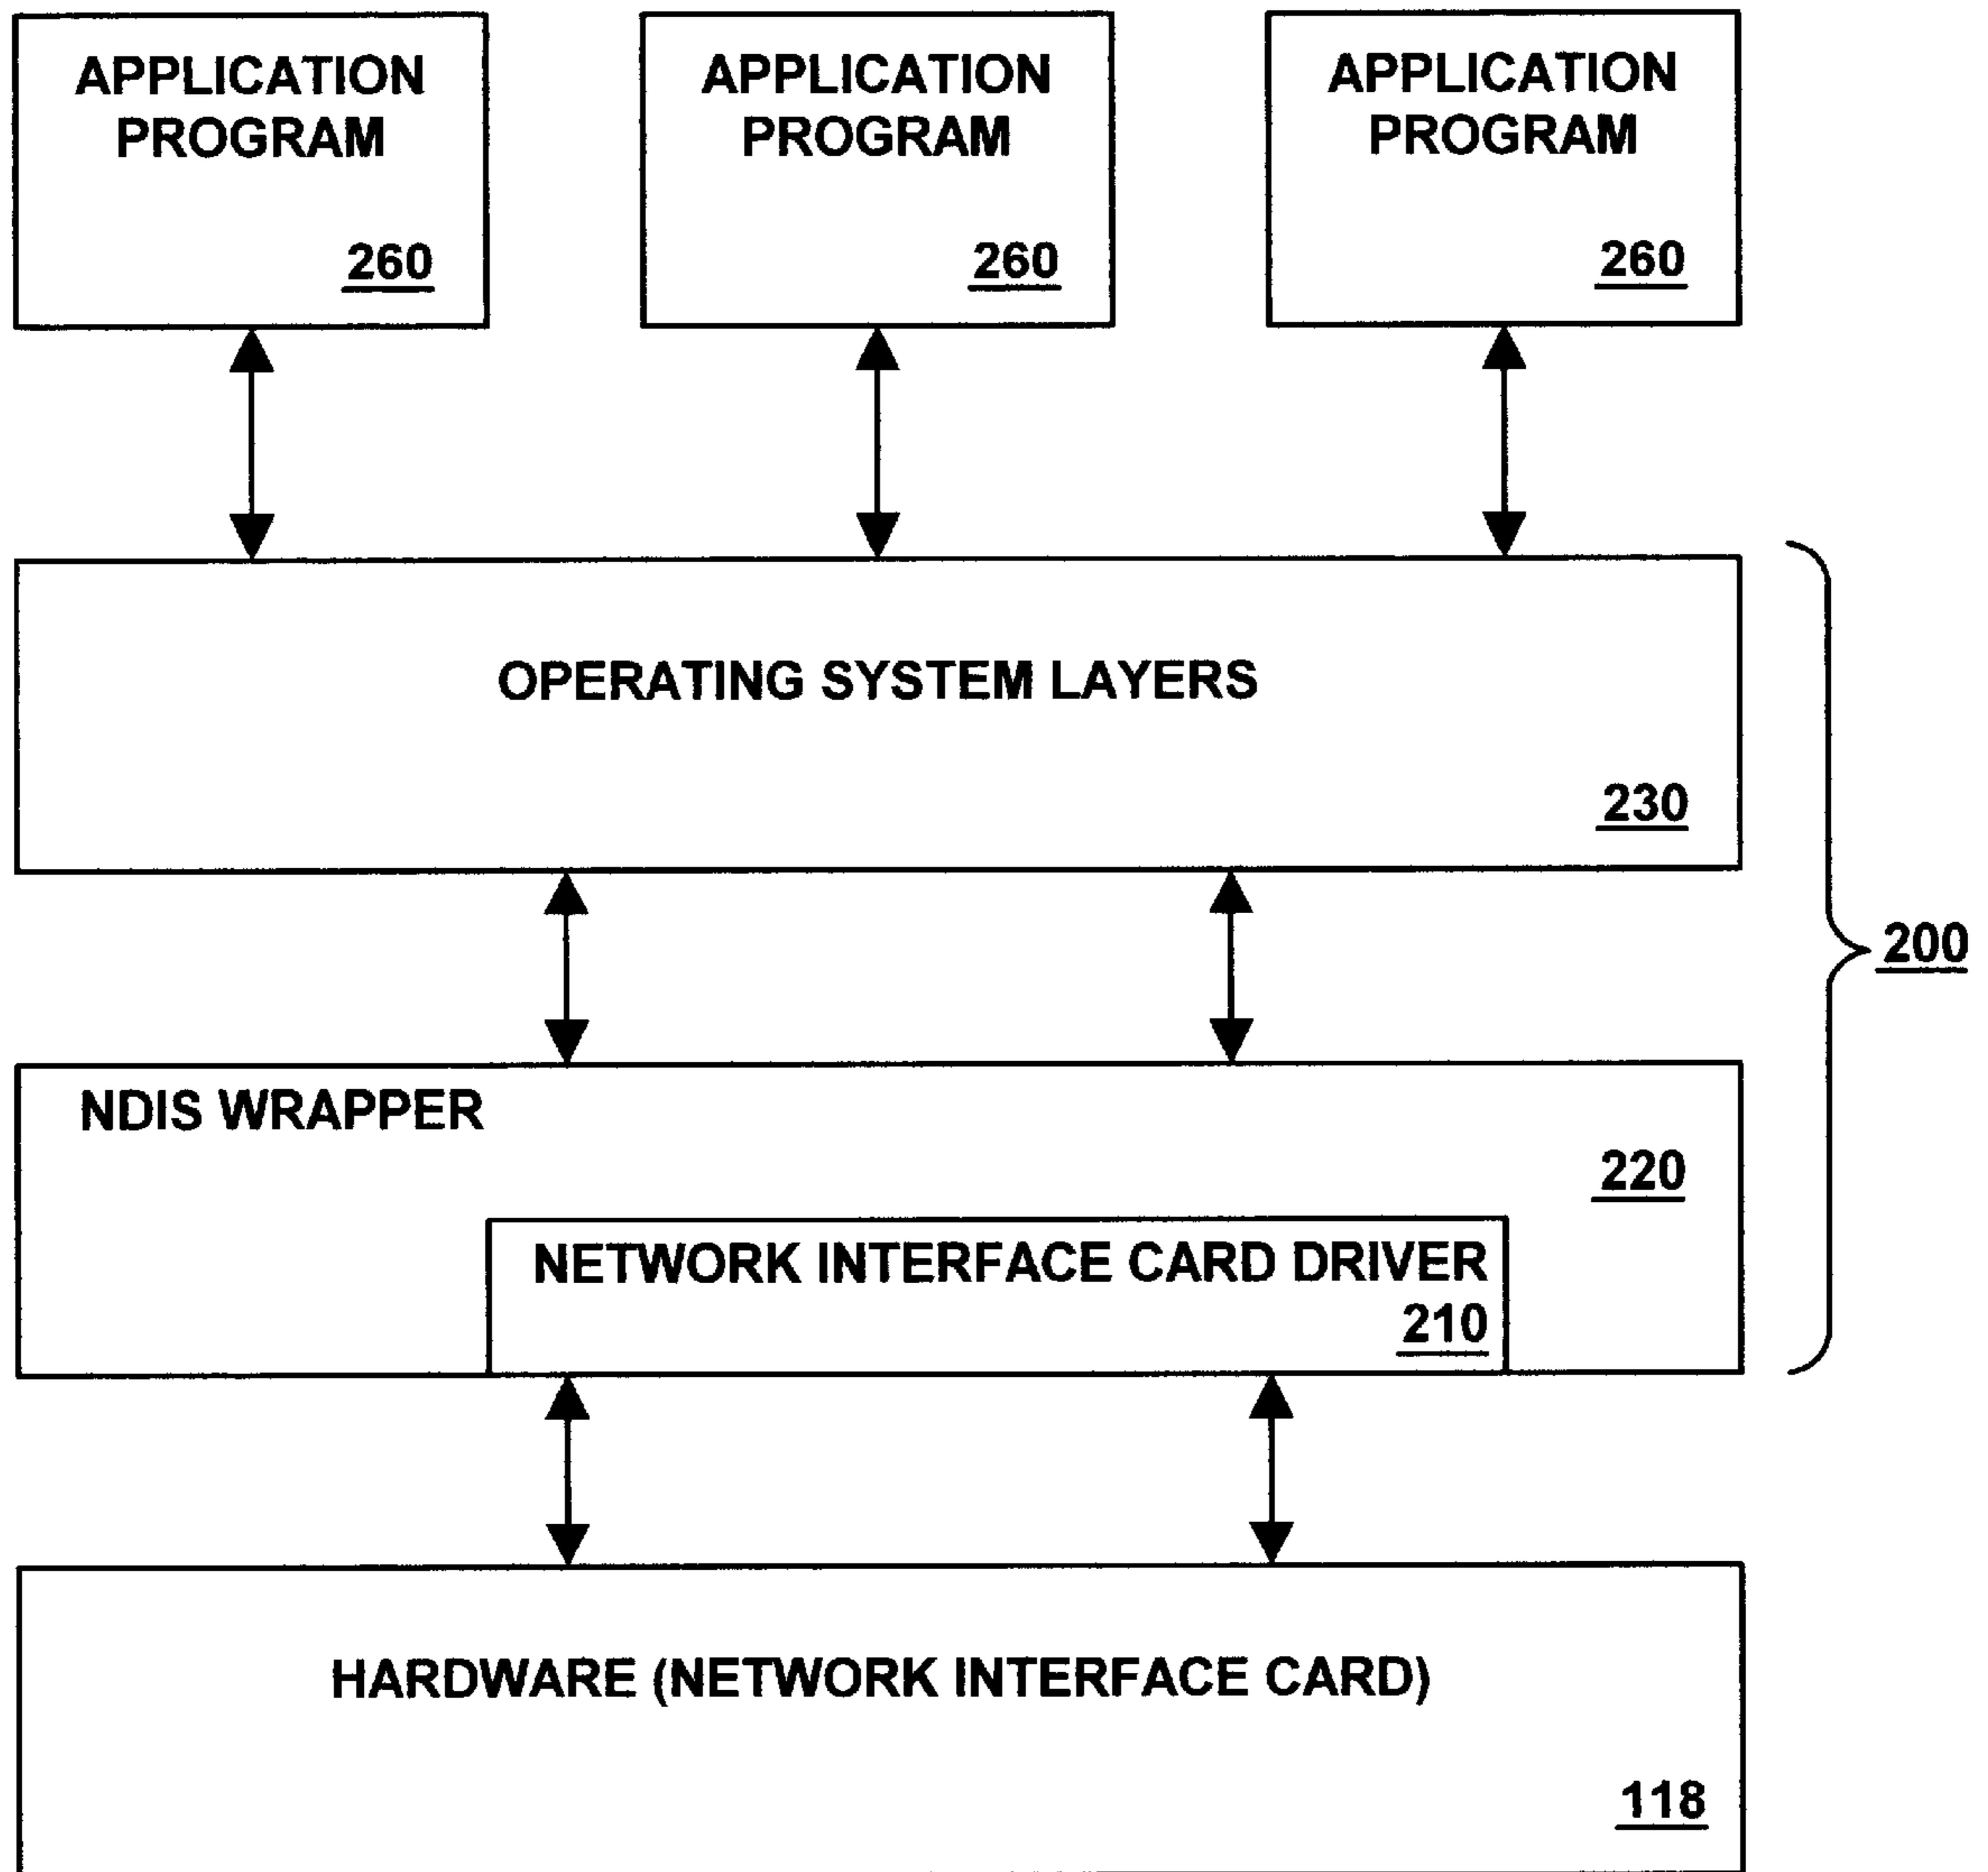 APPLICATION
PROGRAM
260
APPLICATION
PROGRAM
260
APPLICATION
PROGRAM
260
OPERATING SYSTEM LAYERS
230
200
NDIS WRAPPER
220
NETWORK INTERFACE CARD DRIVER
210
HARDWARE (NETWORK INTERFACE CARD)
118